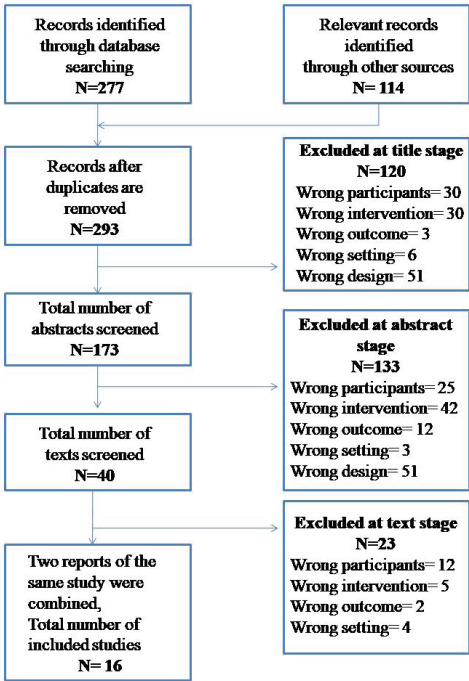 Records identified
through database
searching
N=277
Relevant records
identified
through other sources
N= 114
Records after
duplicates are
removed
N=293
Excluded at title stage
N=120
Wrong participants= 30
Wrong intervention= 30
Wrong outcome= 3
Wrong setting= 6
Wrong design= 51
Total number of
abstracts screened
N=173
Excluded at abstract
stage
N=133
Wrong participants= 25
Wrong intervention= 42
Wrong outcome= 12
Wrong setting= 3
Wrong design= 51
Total number of
texts screened
N=40
Excluded at text stage
N=23
Wrong participants= 12
Wrong intervention= 5
Wrong outcome= 2
Wrong setting= 4
Two reports of the
same study were
combined,
Total number of
included studies
N= 16